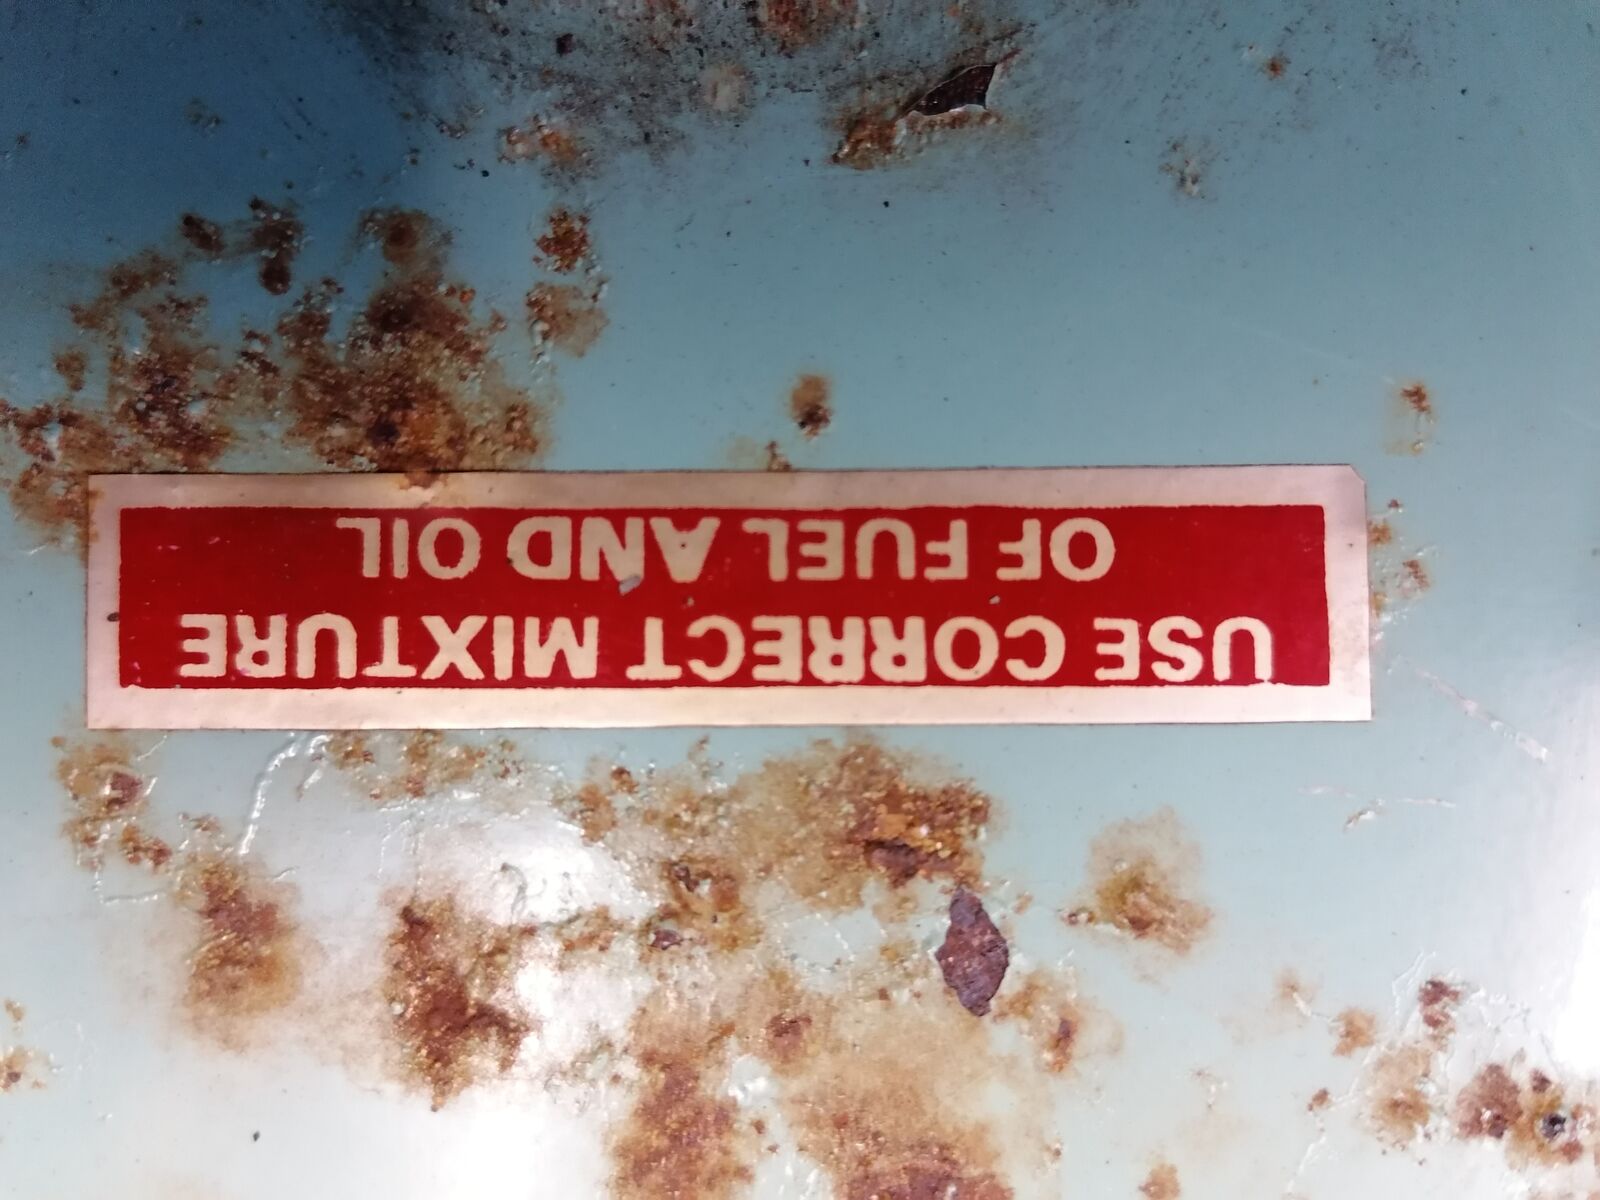 USE CORRECT MIXTURE
OF FUEL AND OIL